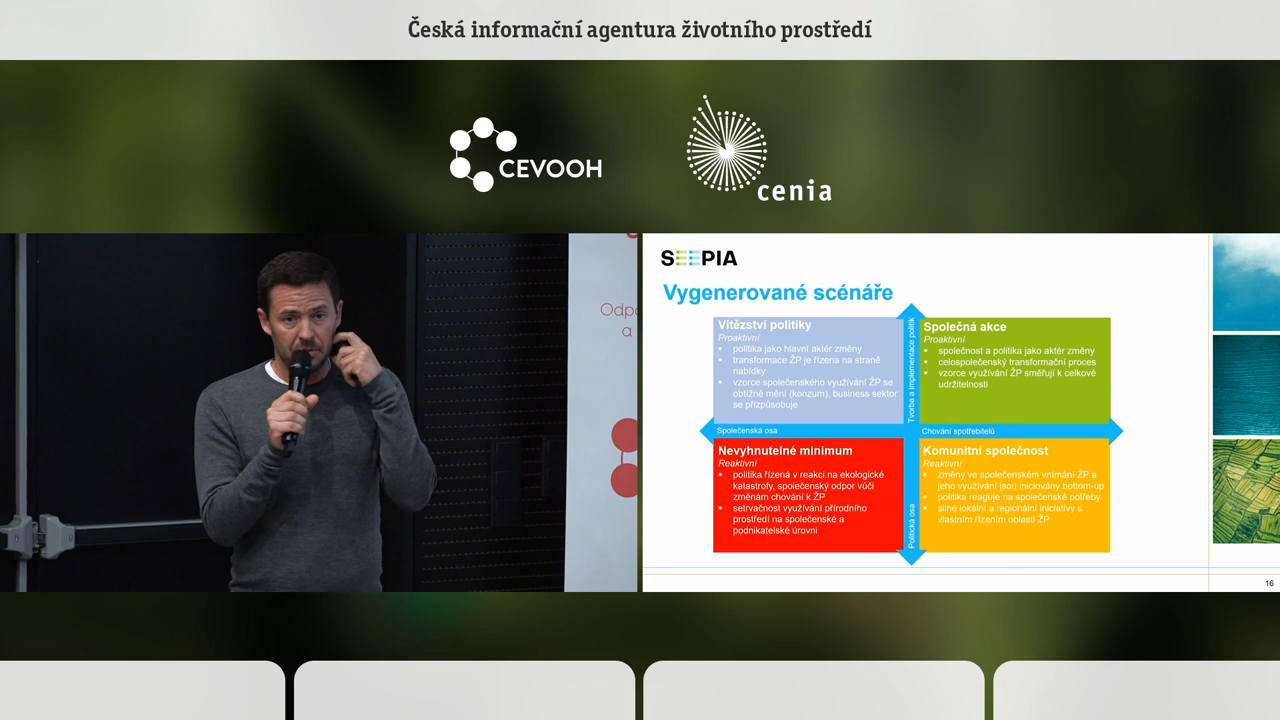 Česká informační agentura životního prostředí
CEVOOH
cenia
Odpo
a
SEEPIA
Vygenerované scénáře
Vítězství politiky
Proaktivní
▪ politika jako hlavní aktér změny
▪ transformace ŽP je řízena na straně
nabídky
▪ vzorce společenského využívání ŽP se
obtížně mění (konzum), business sektor
se přizpůsobuje
Tvorba a implementace politik
Společná akce
Proaktivní
▪ společnost a politika jako aktér změny
▪ celospolečenský transformační proces
▪ vzorce využívání ŽP směřují k celkové
udržitelnosti
Společenská osa
Chování spotřebitelů
Nevyhnutelné minimum
Reaktivní
▪ politika řízená v reakci na ekologické
katastrofy, společenský odpor vůči
změnám chování k ŽP
▪ setrvačnost využívání přírodního
prostředí na společenské a
podnikatelské úrovni
Politická osa
Komunitní společnost
Reaktivní
▪ změny ve společenském vnímání ŽP a
jeho využívání jsou iniciovány bottom-up
▪ politika reaguje na společenské potřeby
▪ silné lokální a regionální iniciativy s
vlastním řízením oblasti ŽP
16